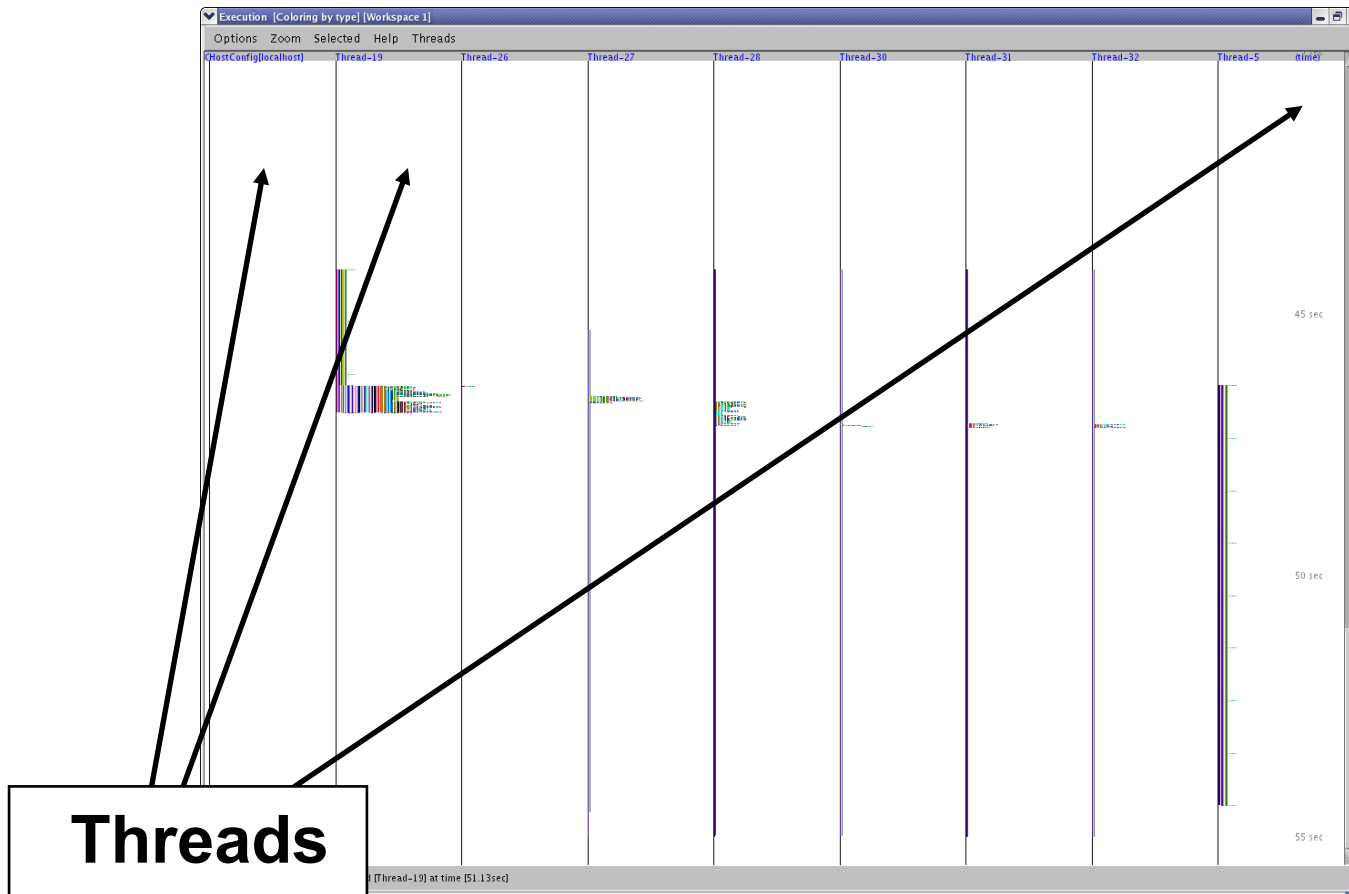 Execution [Coloring by type] [Workspace 1]
Options Zoom Selected Help Threads
HostConfig[localhost] Thread-19 Thread-26 Thread-27 Thread-28 Thread-30 Thread-31 Thread-32 Thread-5 (time)
45 sec
50 sec
55 sec
Threads
[Thread-19] at time [51.13sec]